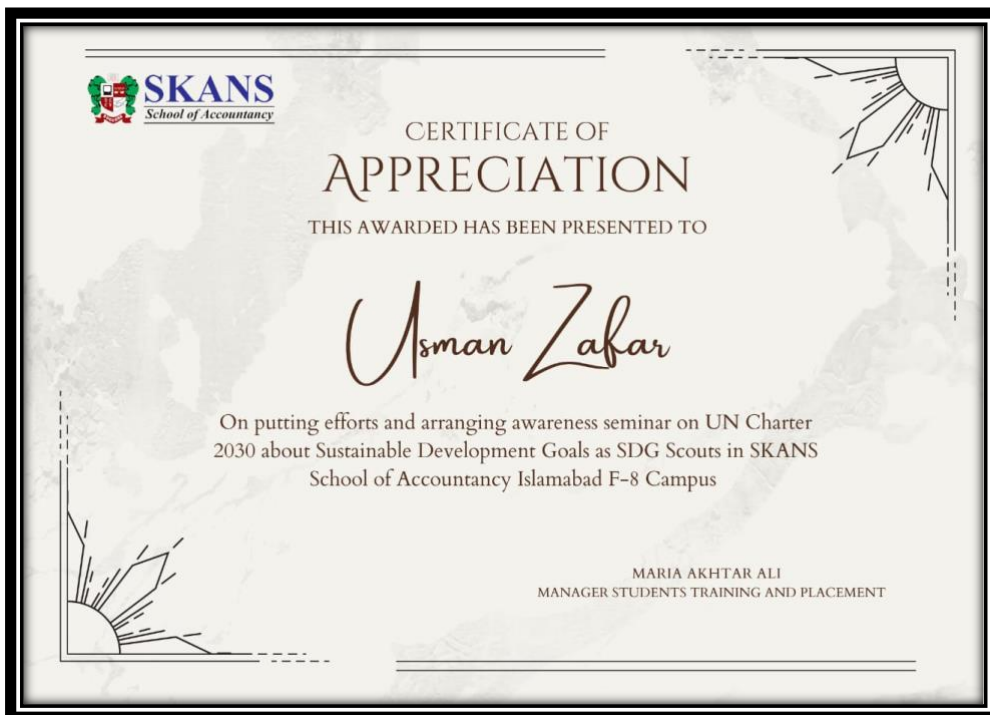 SKANS
School of Accountancy
CERTIFICATE OF
APPRECIATION
THIS AWARDED HAS BEEN PRESENTED TO
Usman Zafar
On putting efforts and arranging awareness seminar on UN Charter
2030 about Sustainable Development Goals as SDG Scouts in SKANS
School of Accountancy Islamabad F-8 Campus
MARIA AKHTAR ALI
MANAGER STUDENTS TRAINING AND PLACEMENT